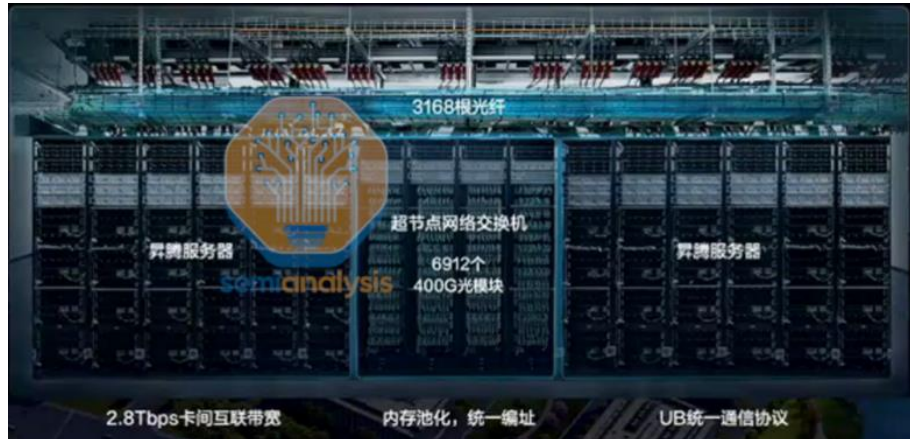 3168根光纤
超节点网络交换机
昇腾服务器
昇腾服务器
6912个
semianalysis
400G光模块
2.8Tbps卡间互联带宽
内存池化，统一编址
UB统一通信协议